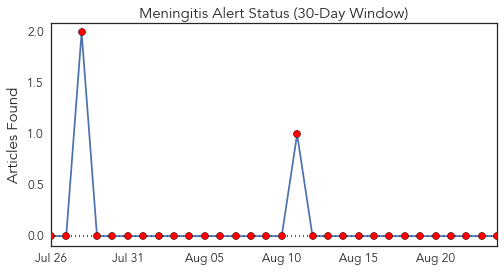 Meningitis Alert Status (30-Day Window)
Articles Found
2.0
1.5
1.0
0.5
0.0
Jul 26
Jul 31
Aug 05
Aug 10
Aug 15
Aug 20